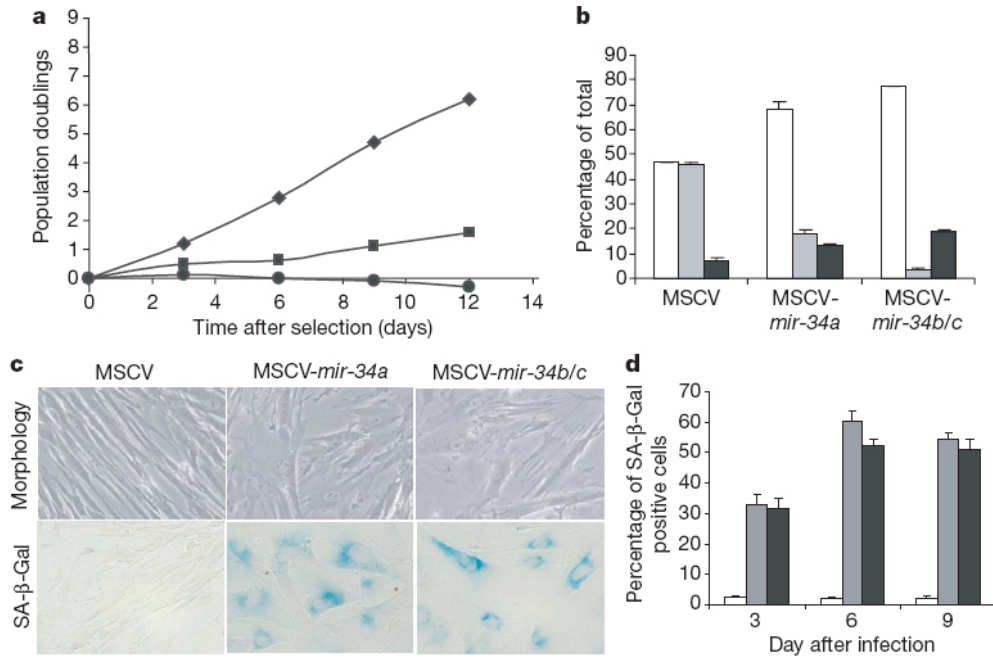 a
Population doublings
9
8
7
6
5
4
3
2
1
0
0 2 4 6 8 10 12 14
Time after selection (days)
b
Percentage of total
90
80
70
60
50
40
30
20
10
0
MSCV MSCV- MSCV-
mir-34a mir-34b/c
c
MSCV MSCV-mir-34a MSCV-mir-34b/c
Morphology
SA-β-Gal
d
Percentage of SA-β-Gal
positive cells
70
60
50
40
30
20
10
0
3 6 9
Day after infection